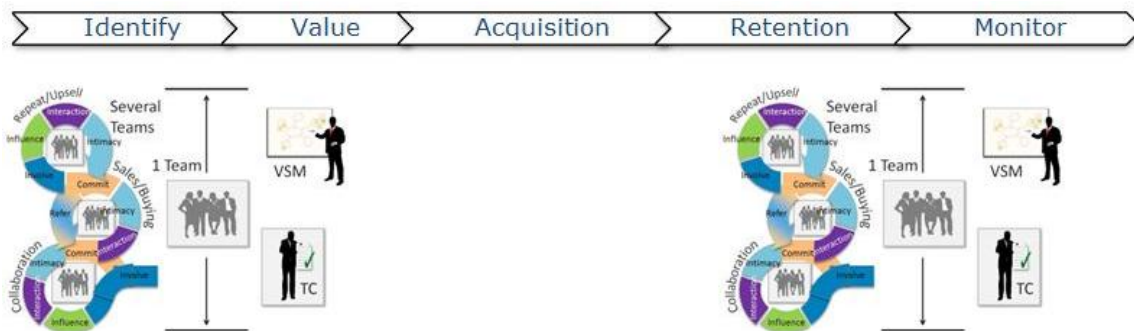 Identify
Value
Acquisition
Retention
Monitor
Repeat/Upsell
Interaction
Influence
Intimacy
Involve
Several
Teams
1 Team
Sales/Buying
Commit
Refer
Intimacy
Interaction
Collaboration
Commit
Intimacy
Interaction
Influence
Involve
VSM
TC
Repeat/Upsell
Interaction
Influence
Intimacy
Involve
Several
Teams
1 Team
Sales/Buying
Commit
Refer
Intimacy
Interaction
Collaboration
Commit
Intimacy
Interaction
Influence
Involve
VSM
TC